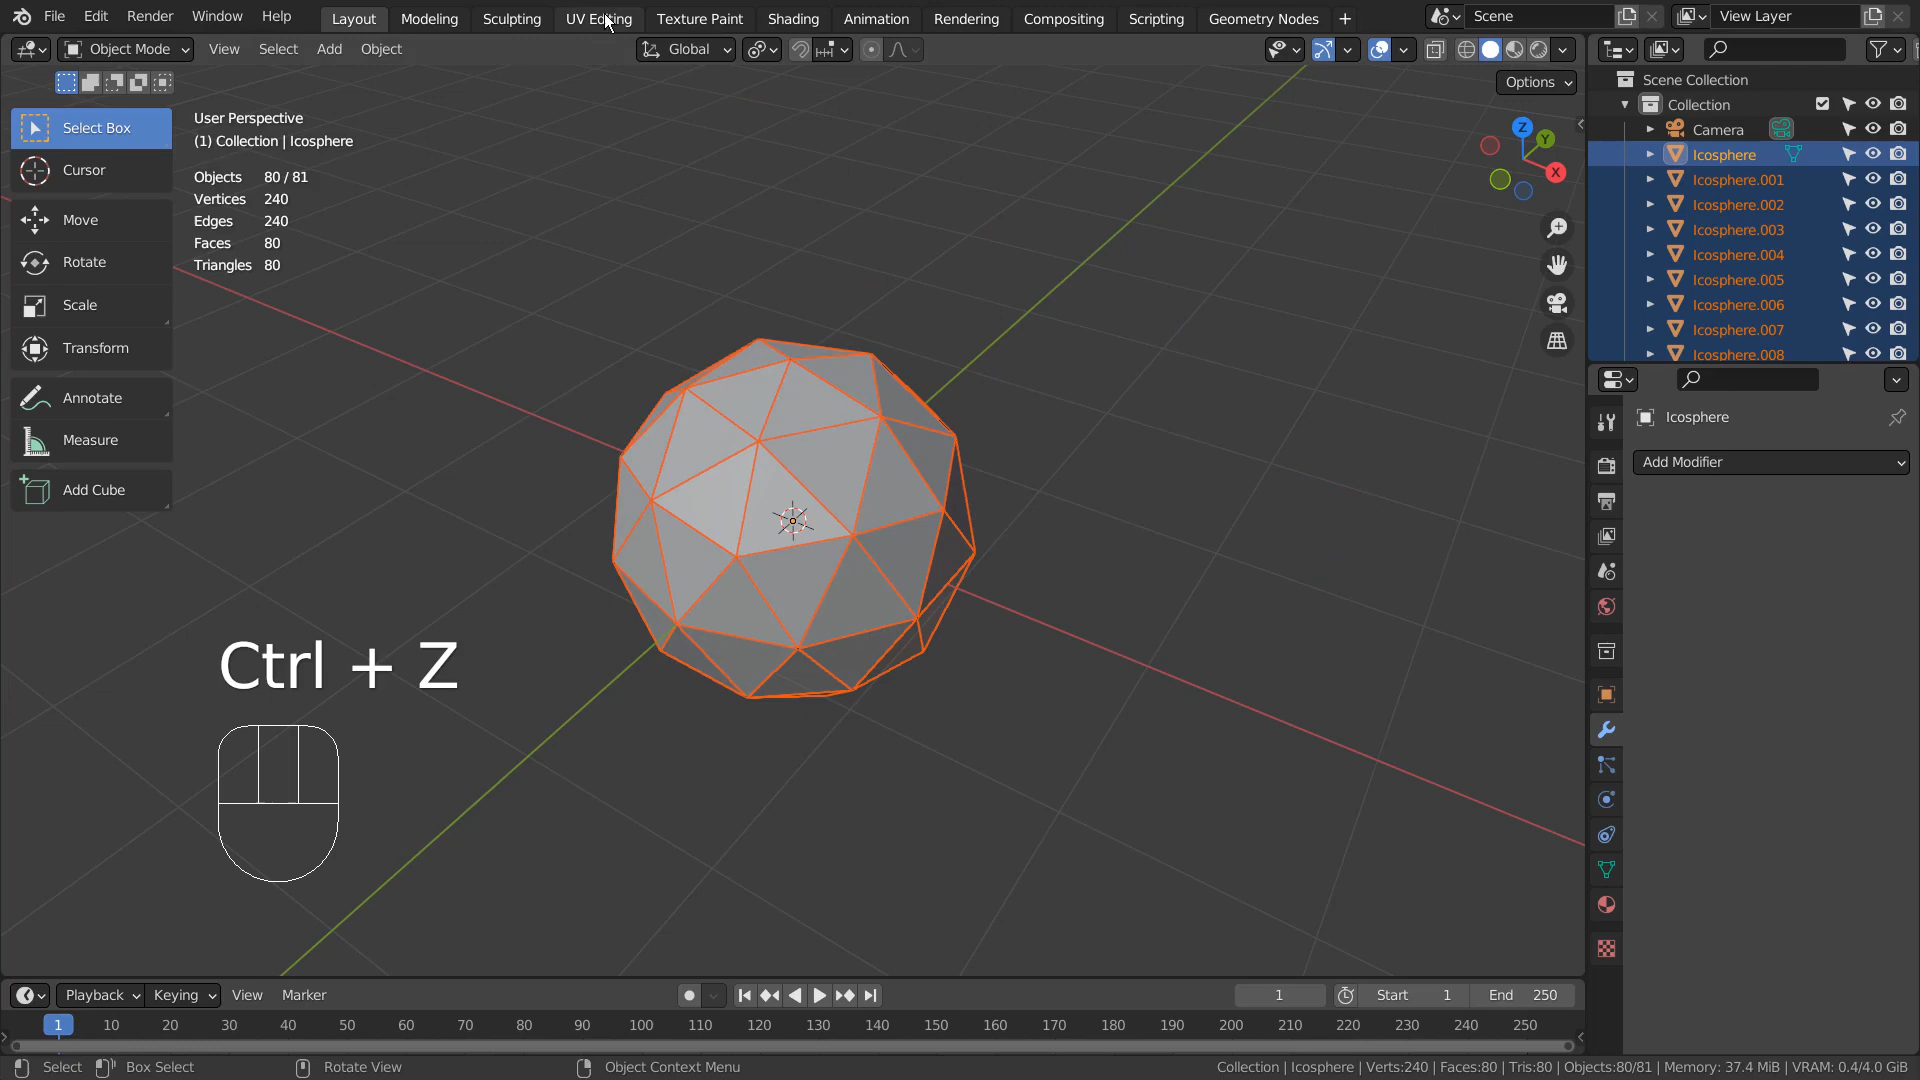 File Edit Render Window Help Layout Modeling Sculpting UV Editing Texture Paint Shading Animation Rendering Compositing Scripting Geometry Nodes + Scene View Layer
Object Mode View Select Add Object Global
Options
Select Box
Cursor
Move
Rotate
Scale
Transform
Annotate
Measure
Add Cube
User Perspective
(1) Collection | Icosphere
Objects 80 / 81
Vertices 240
Edges 240
Faces 80
Triangles 80
Z
Y
X
Ctrl + Z
Scene Collection
Collection
Camera
Icosphere
Icosphere.001
Icosphere.002
Icosphere.003
Icosphere.004
Icosphere.005
Icosphere.006
Icosphere.007
Icosphere.008
Icosphere
Add Modifier
Playback Keying View Marker 1 Start 1 End 250
1 10 20 30 40 50 60 70 80 90 100 110 120 130 140 150 160 170 180 190 200 210 220 230 240 250
Select Box Select Rotate View Object Context Menu Collection | Icosphere | Verts:240 | Faces:80 | Tris:80 | Objects:80/81 | Memory: 37.4 MiB | VRAM: 0.4/4.0 GiB